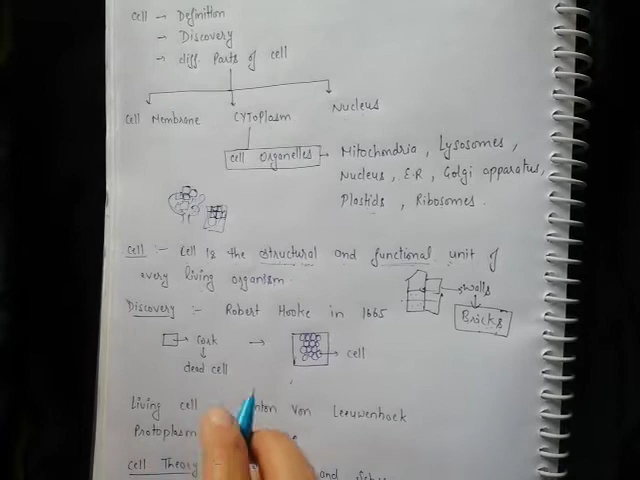 Cell → Definition
→ Discovery
→ diff. Parts of cell
Cell Membrane Cytoplasm Nucleus
Cell Organelles → Mitochondria, Lysosomes,
Nucleus, E.R, Golgi apparatus,
Plastids, Ribosomes.
Cell :- Cell is the structural and functional unit of
every living organism
walls
Bricks
Discovery :- Robert Hooke in 1665
Cork → cell
dead cell
Living cell Von Leeuwenhoek
Protoplasm
Cell Theory :- and